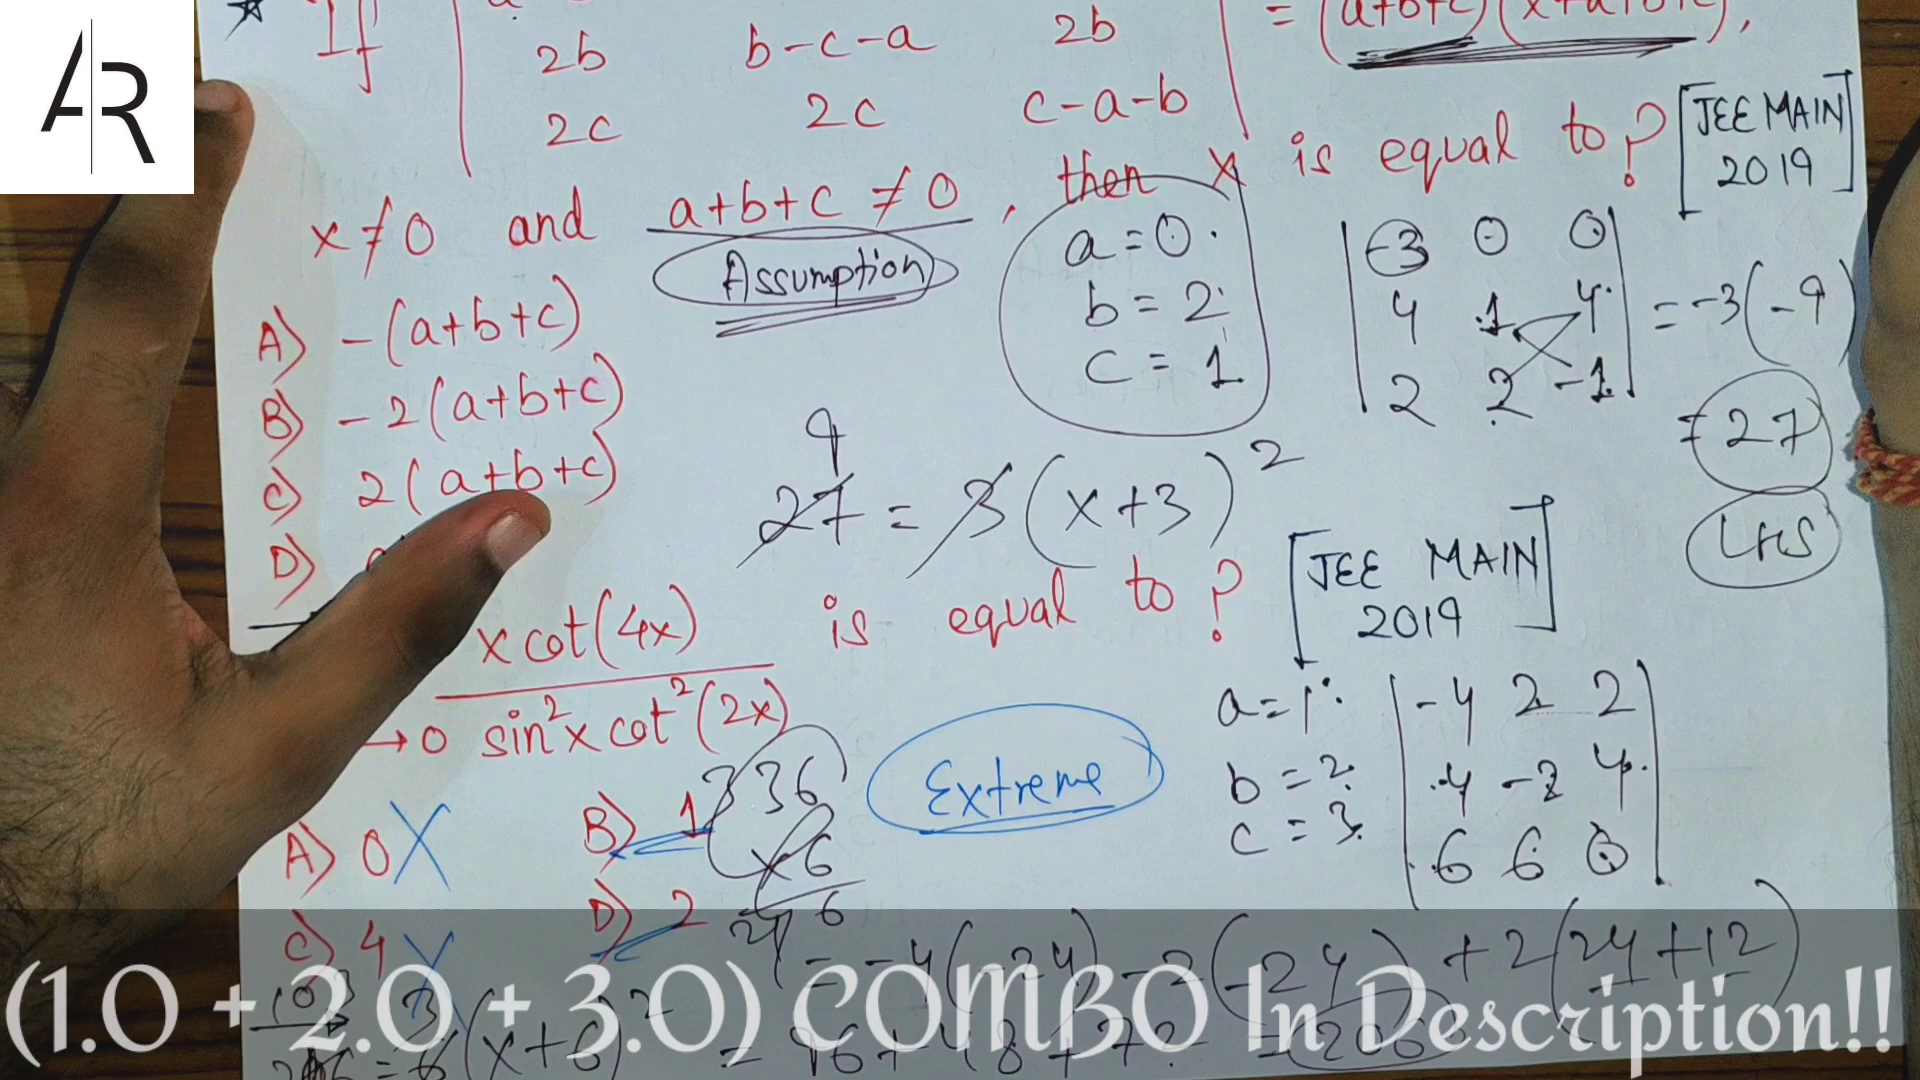 AR
If
= (a+b+c)(x+a+b+c)²,
2b b-c-a 2b
2c 2c c-a-b
x≠0 and a+b+c ≠ 0, then x is equal to? [JEE MAIN 2019]
Assumption
A) -(a+b+c)
B) -2(a+b+c)
C) 2(a+b+c)
D)
a = 0
b = 2
c = 1
-3 0 0
4 1 4
2 2 -1
= -3(-9)
= 27
LHS
9
27 = 3(x+3)²
x cot(4x)
→0 sin²x cot²(2x)
is equal to? [JEE MAIN 2019]
A) 0 X
B) 1
C) 4 X
D) 2
Extreme
36
x6
a=1
b=2
c=3
-4 2 2
4 -2 4
6 6 0
= -4(-24) -2(-24) +2(24+12)
(x+6)²
(1.0 + 2.0 + 3.0) COMBO In Description!!